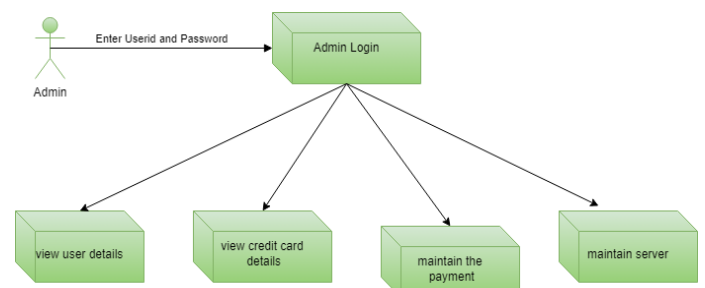 Enter Userid and Password
Admin Login
Admin
view user details
view credit card
details
maintain the
payment
maintain server